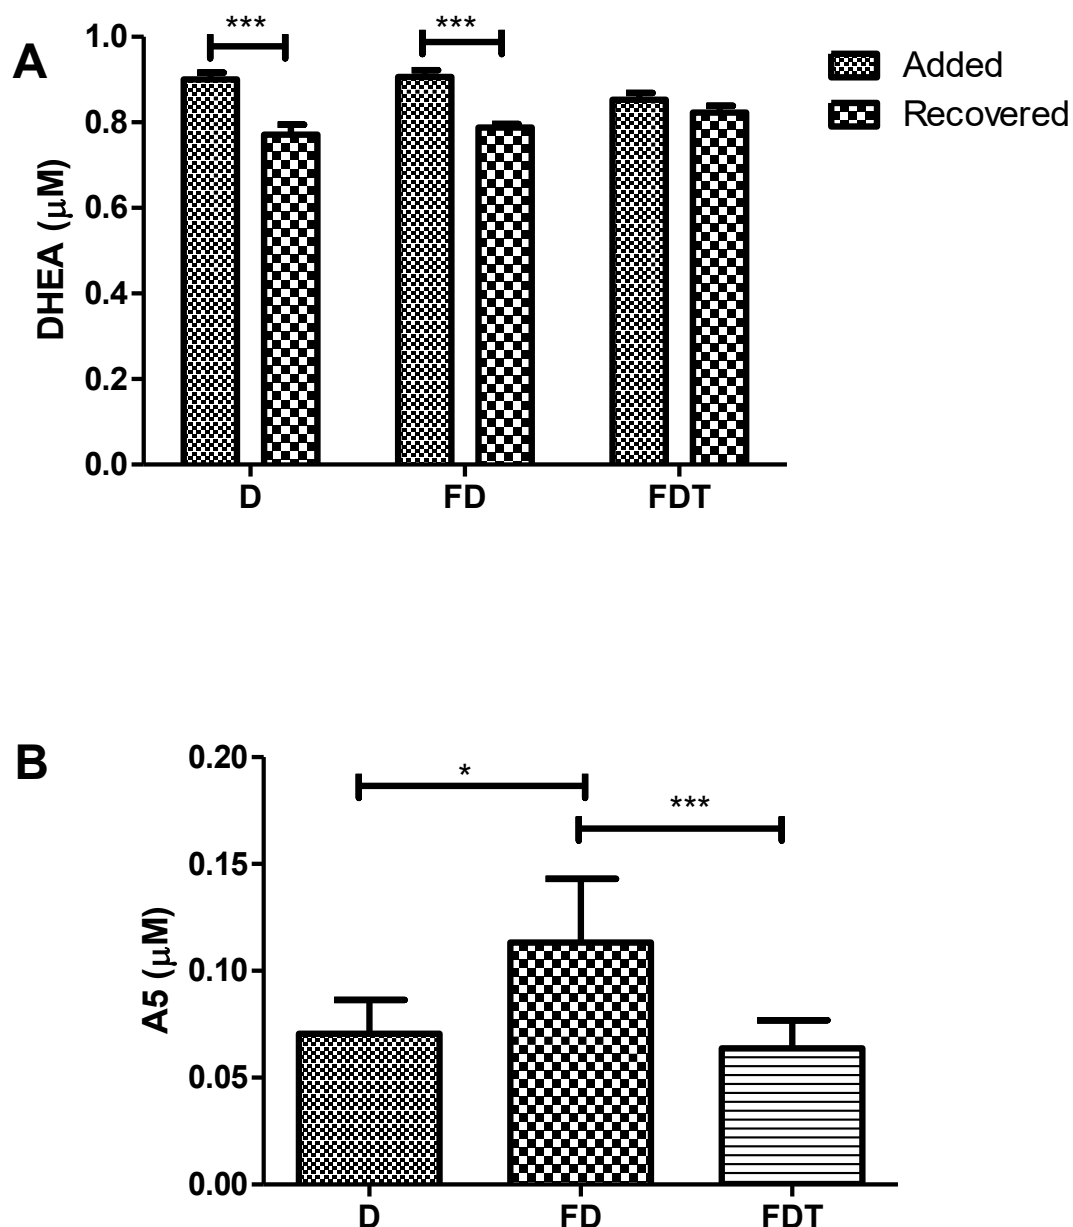 A
***
***
Added
Recovered
DHEA (μM)
1.0
0.8
0.6
0.4
0.2
0.0
D
FD
FDT
B
*
***
A5 (μM)
0.20
0.15
0.10
0.05
0.00
D
FD
FDT